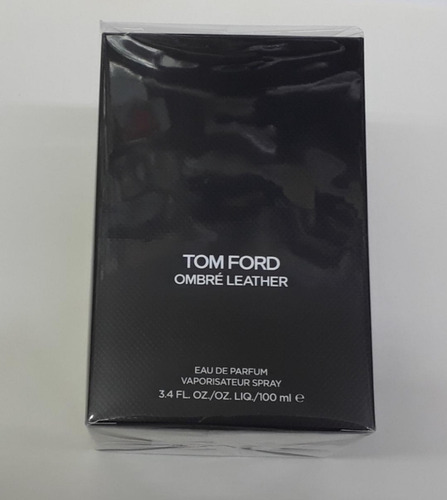 TOM FORD
OMBRÉ LEATHER
EAU DE PARFUM
VAPORISATEUR SPRAY
3.4 FL. OZ./OZ. LIQ./100 ml ℮